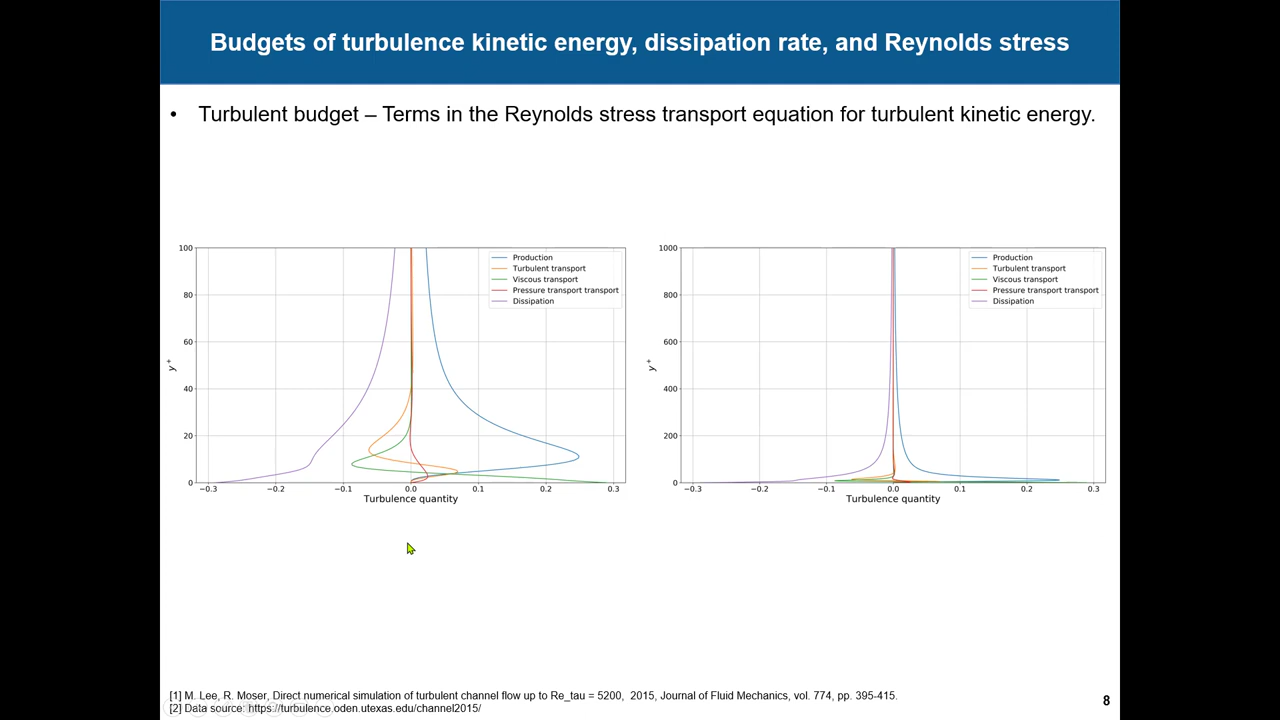 Budgets of turbulence kinetic energy, dissipation rate, and Reynolds stress
• Turbulent budget – Terms in the Reynolds stress transport equation for turbulent kinetic energy.
100
80
60
40
20
0
y⁺
−0.3 −0.2 −0.1 0.0 0.1 0.2 0.3
Turbulence quantity
Production
Turbulent transport
Viscous transport
Pressure transport transport
Dissipation
1000
800
600
400
200
0
y⁺
−0.3 −0.2 −0.1 0.0 0.1 0.2 0.3
Turbulence quantity
Production
Turbulent transport
Viscous transport
Pressure transport transport
Dissipation
[1] M. Lee, R. Moser, Direct numerical simulation of turbulent channel flow up to Re_tau = 5200, 2015, Journal of Fluid Mechanics, vol. 774, pp. 395-415.
[2] Data source: https://turbulence.oden.utexas.edu/channel2015/
8